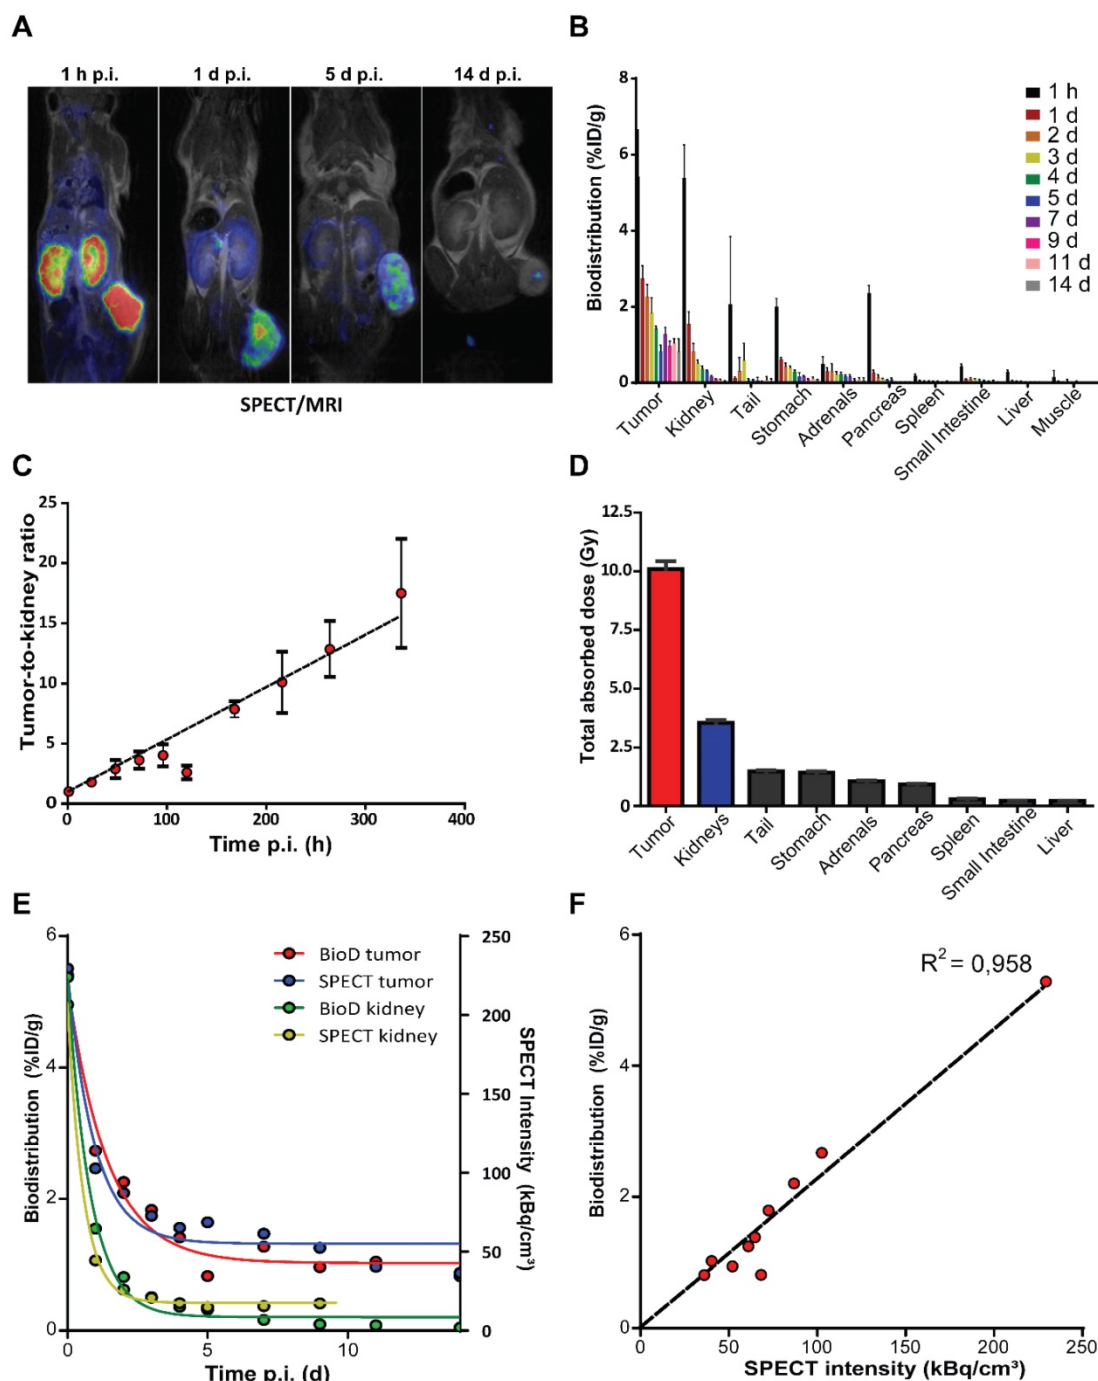 A
1 h p.i. 1 d p.i. 5 d p.i. 14 d p.i.
SPECT/MRI
B
Biodistribution (%ID/g)
8
6
4
2
0
1 h
1 d
2 d
3 d
4 d
5 d
7 d
9 d
11 d
14 d
Tumor
Kidney
Tail
Stomach
Adrenals
Pancreas
Spleen
Small Intestine
Liver
Muscle
C
Tumor-to-kidney ratio
25
20
15
10
5
0
0 100 200 300 400
Time p.i. (h)
D
Total absorbed dose (Gy)
12.5
10.0
7.5
5.0
2.5
0
Tumor
Kidneys
Tail
Stomach
Adrenals
Pancreas
Spleen
Small Intestine
Liver
E
Biodistribution (%ID/g)
6
4
2
0
BioD tumor
SPECT tumor
BioD kidney
SPECT kidney
250
200
150
100
50
0
SPECT Intensity (kBq/cm³)
0 5 10
Time p.i. (d)
F
Biodistribution (%ID/g)
6
4
2
0
R² = 0,958
0 50 100 150 200 250
SPECT intensity (kBq/cm³)